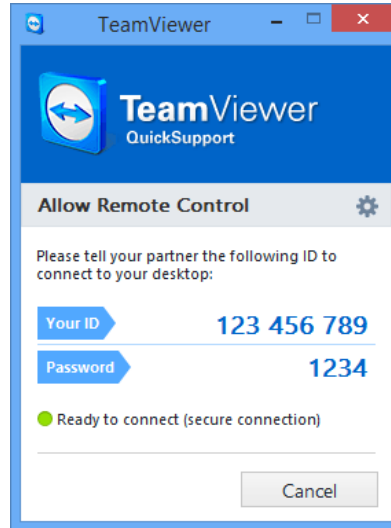 TeamViewer
TeamViewer
QuickSupport
Allow Remote Control
Please tell your partner the following ID to
connect to your desktop:
Your ID 123 456 789
Password 1234
Ready to connect (secure connection)
Cancel